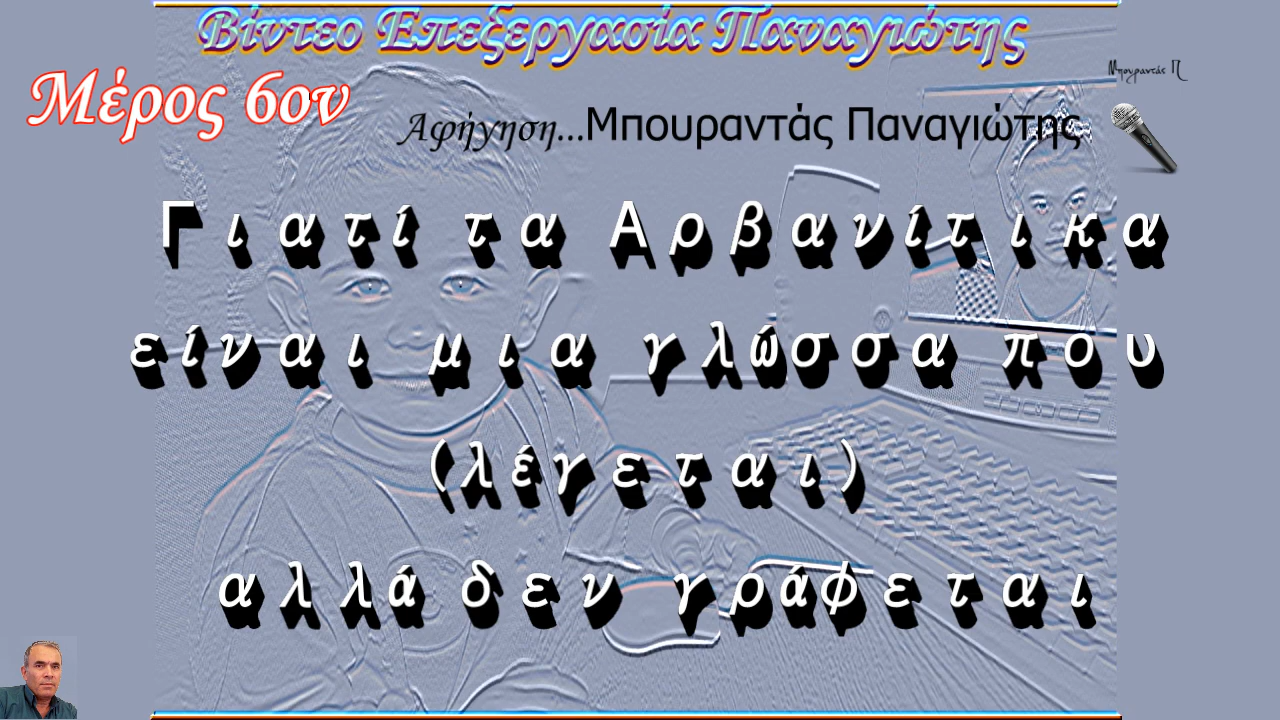 Βίντεο Επεξεργασία Παναγιώτης
Μπουραντάς Π
Μέρος 6ον
Αφήγηση...Μπουραντάς Παναγιώτης
Γιατί τα Αρβανίτικα
είναι μια γλώσσα που
(λέγεται)
αλλά δεν γράφεται